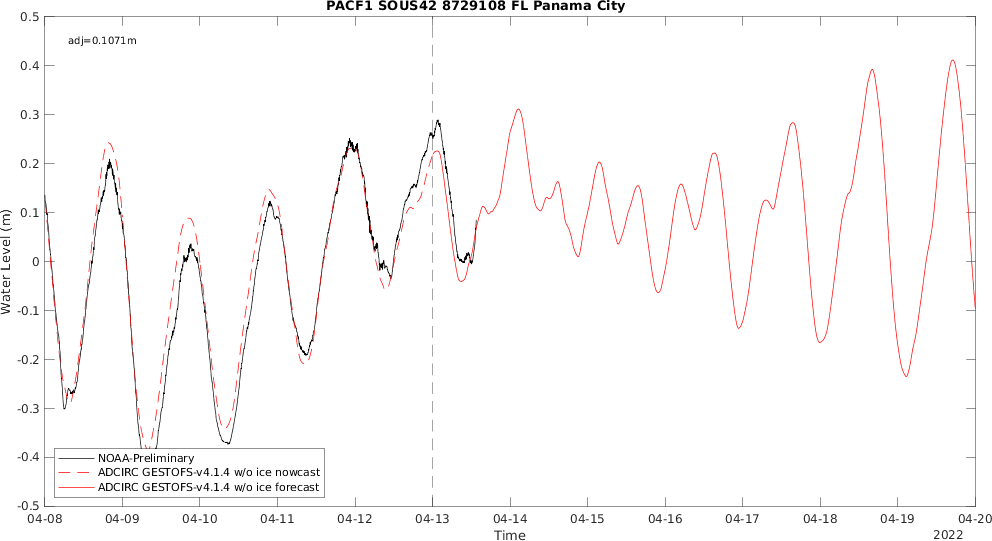 PACF1 SOUS42 8729108 FL Panama City
adj=0.1071m
0.5
0.4
0.3
0.2
0.1
0
-0.1
-0.2
-0.3
-0.4
-0.5
Water Level (m)
NOAA-Preliminary
ADCIRC GESTOFS-v4.1.4 w/o ice nowcast
ADCIRC GESTOFS-v4.1.4 w/o ice forecast
04-08 04-09 04-10 04-11 04-12 04-13 04-14 04-15 04-16 04-17 04-18 04-19 04-20
Time
2022